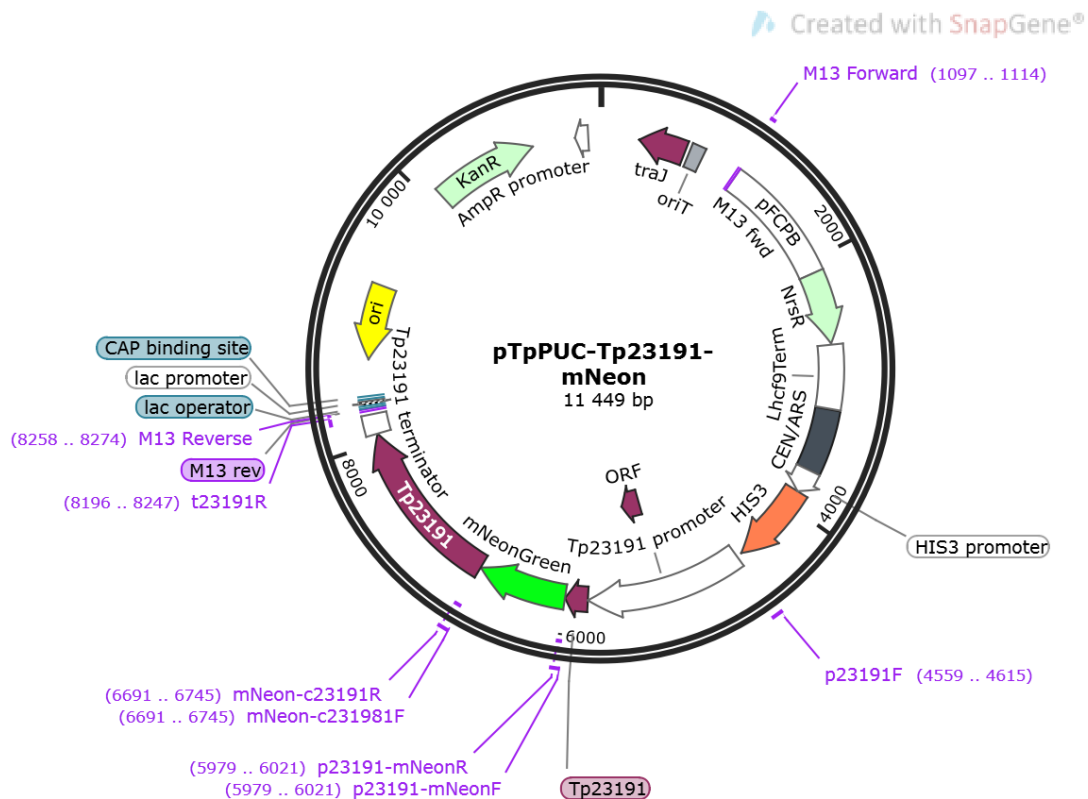 Created with SnapGene®
M13 Forward (1097 .. 1114)
traJ
oriT
KanR
AmpR promoter
M13 fwd
pFCPB
2000
10 000
NrsR
ori
Tp23191 terminator
CAP binding site
lac promoter
lac operator
(8258 .. 8274) M13 Reverse
M13 rev
(8196 .. 8247) t23191R
pTpPUC-Tp23191-
mNeon
11 449 bp
Lhcf9Term
CEN/ARS
8000
ORF
HIS3
4000
HIS3 promoter
Tp23191
mNeonGreen
Tp23191 promoter
6000
p23191F (4559 .. 4615)
(6691 .. 6745) mNeon-c23191R
(6691 .. 6745) mNeon-c231981F
(5979 .. 6021) p23191-mNeonR
(5979 .. 6021) p23191-mNeonF
Tp23191